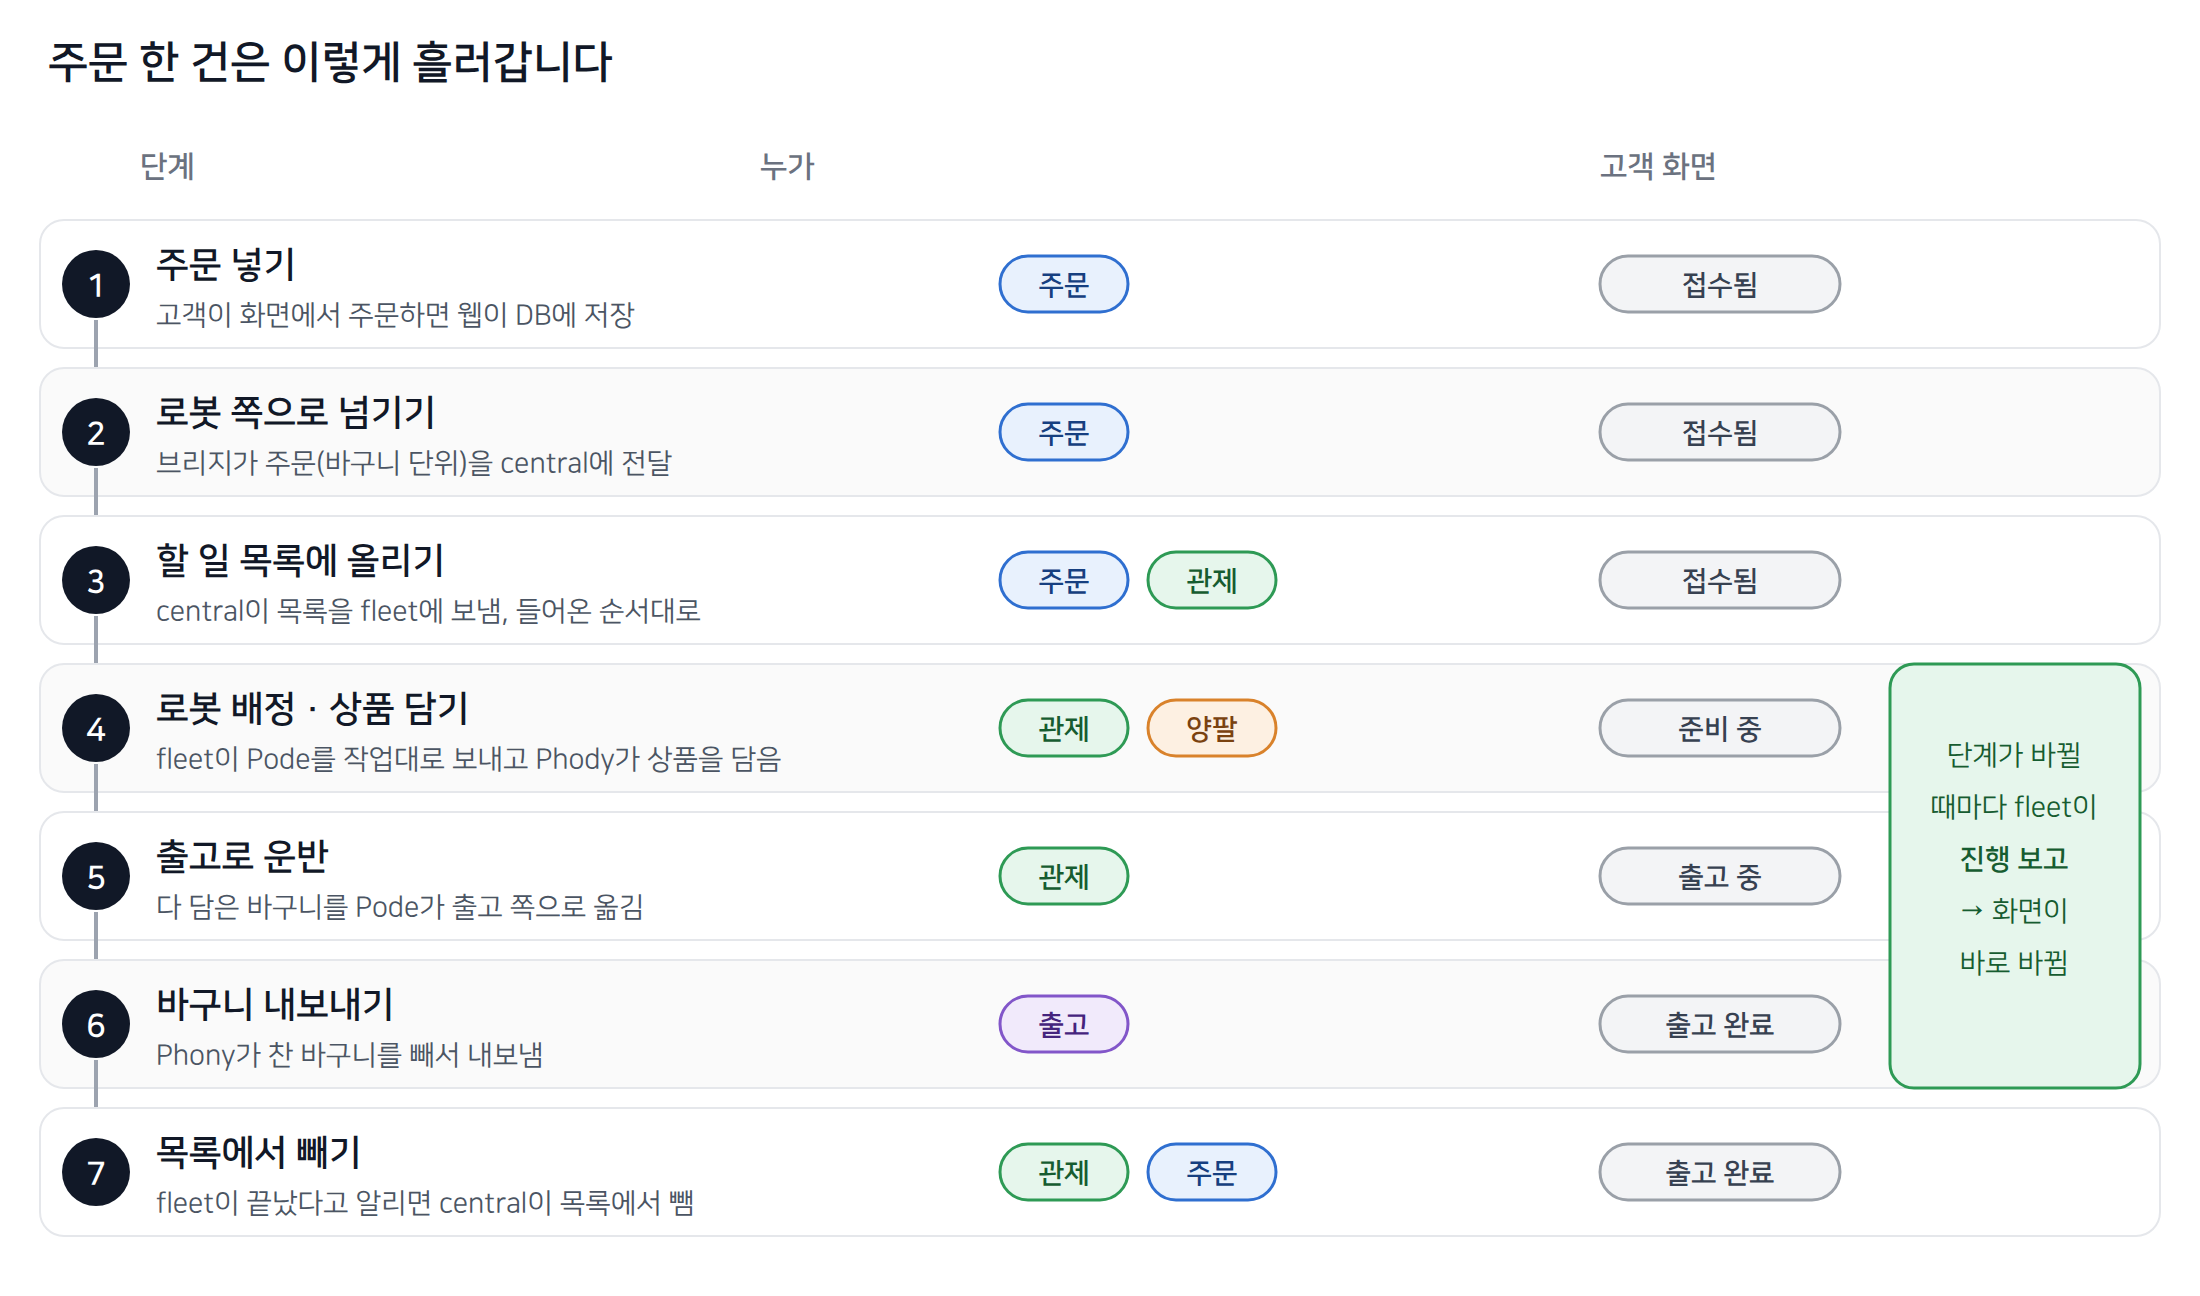 주문 한 건은 이렇게 흘러갑니다
단계
누가
고객 화면
1
주문 넣기
고객이 화면에서 주문하면 웹이 DB에 저장
주문
접수됨
2
로봇 쪽으로 넘기기
브리지가 주문(바구니 단위)을 central에 전달
주문
접수됨
3
할 일 목록에 올리기
central이 목록을 fleet에 보냄, 들어온 순서대로
주문
관제
접수됨
4
로봇 배정 · 상품 담기
fleet이 Pode를 작업대로 보내고 Phody가 상품을 담음
관제
양팔
준비 중
5
출고로 운반
다 담은 바구니를 Pode가 출고 쪽으로 옮김
관제
출고 중
6
바구니 내보내기
Phony가 찬 바구니를 빼서 내보냄
출고
출고 완료
단계가 바뀔
때마다 fleet이
진행 보고
→ 화면이
바로 바뀜
7
목록에서 빼기
fleet이 끝났다고 알리면 central이 목록에서 뺌
관제
주문
출고 완료